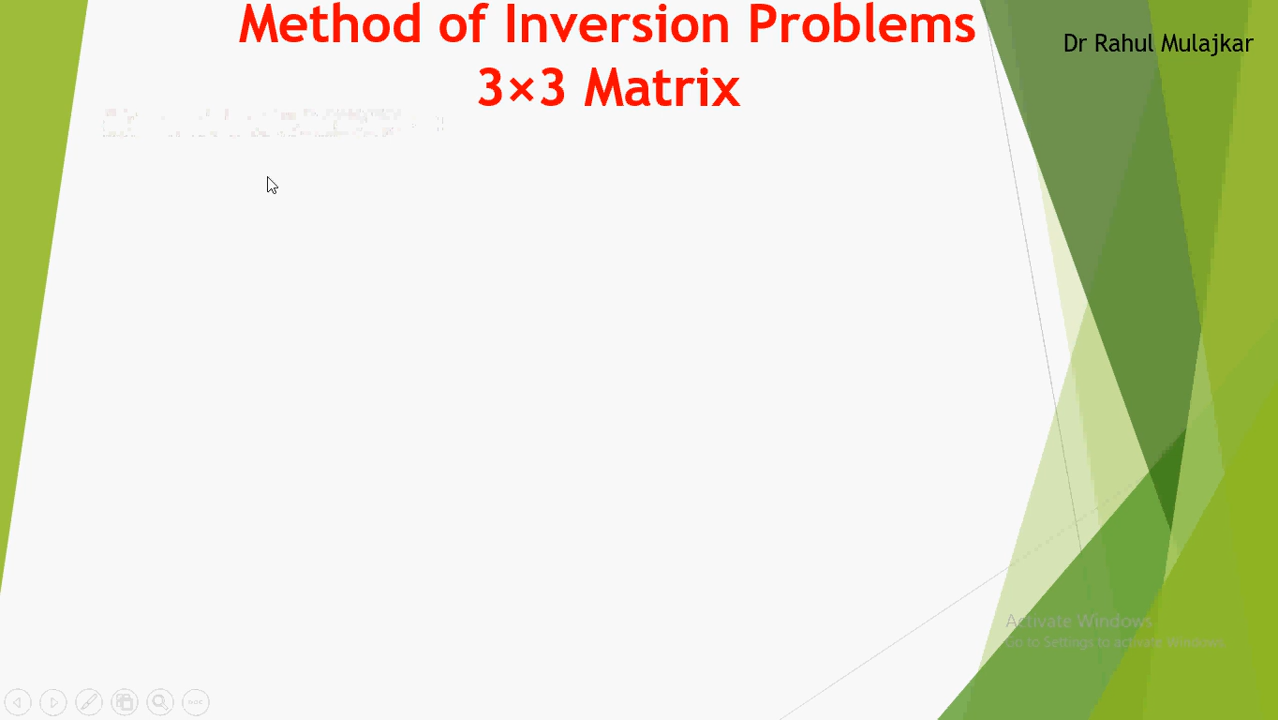 Method of Inversion Problems
3×3 Matrix
Dr Rahul Mulajkar
Activate Windows
Go to Settings to activate Windows.